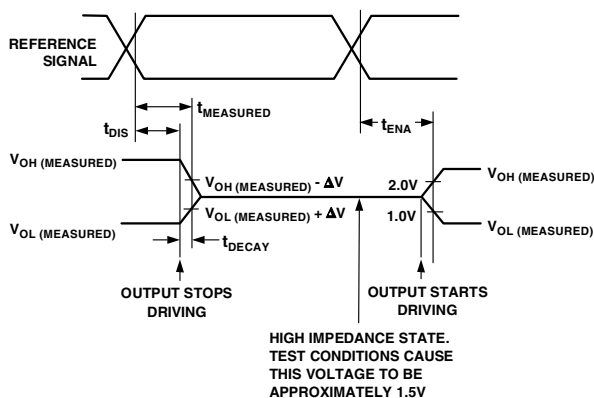 REFERENCE
SIGNAL
tMEASURED
tDIS
tENA
VOH (MEASURED)
VOH (MEASURED) - ΔV
2.0V
VOH (MEASURED)
VOL (MEASURED)
VOL (MEASURED) + ΔV
1.0V
VOL (MEASURED)
tDECAY
OUTPUT STOPS
DRIVING
OUTPUT STARTS
DRIVING
HIGH IMPEDANCE STATE.
TEST CONDITIONS CAUSE
THIS VOLTAGE TO BE
APPROXIMATELY 1.5V